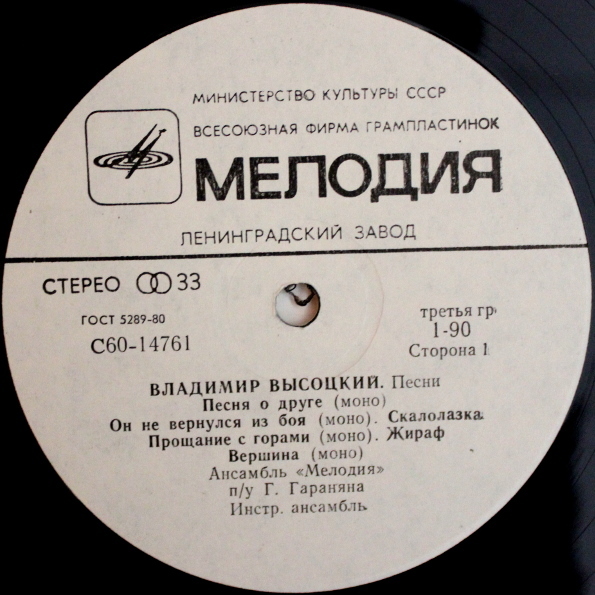 МИНИСТЕРСТВО КУЛЬТУРЫ СССР
ВСЕСОЮЗНАЯ ФИРМА ГРАМПЛАСТИНОК
МЕЛОДИЯ
ЛЕНИНГРАДСКИЙ ЗАВОД
СТЕРЕО 33
ГОСТ 5289-80
С60-14761
третья гр
1-90
Сторона 1
ВЛАДИМИР ВЫСОЦКИЙ. Песни
Песня о друге (моно)
Он не вернулся из боя (моно). Скалолазка.
Прощание с горами (моно). Жираф
Вершина (моно)
Ансамбль «Мелодия»
п/у Г. Гараняна
Инстр. ансамбль